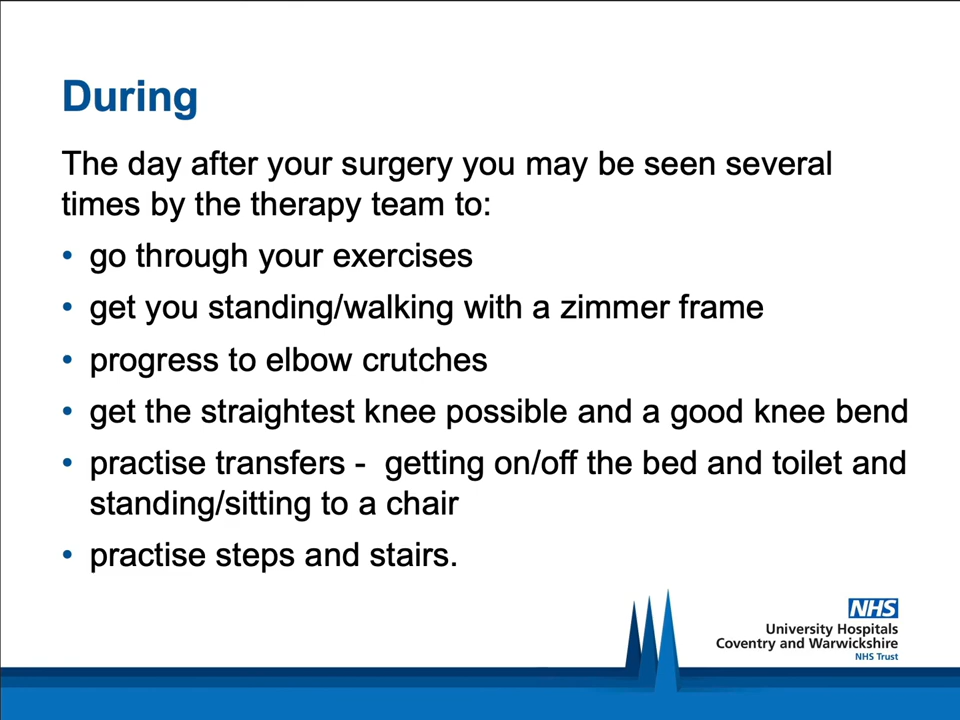 During
The day after your surgery you may be seen several
times by the therapy team to:
• go through your exercises
• get you standing/walking with a zimmer frame
• progress to elbow crutches
• get the straightest knee possible and a good knee bend
• practise transfers -  getting on/off the bed and toilet and
standing/sitting to a chair
• practise steps and stairs.
NHS
University Hospitals
Coventry and Warwickshire
NHS Trust